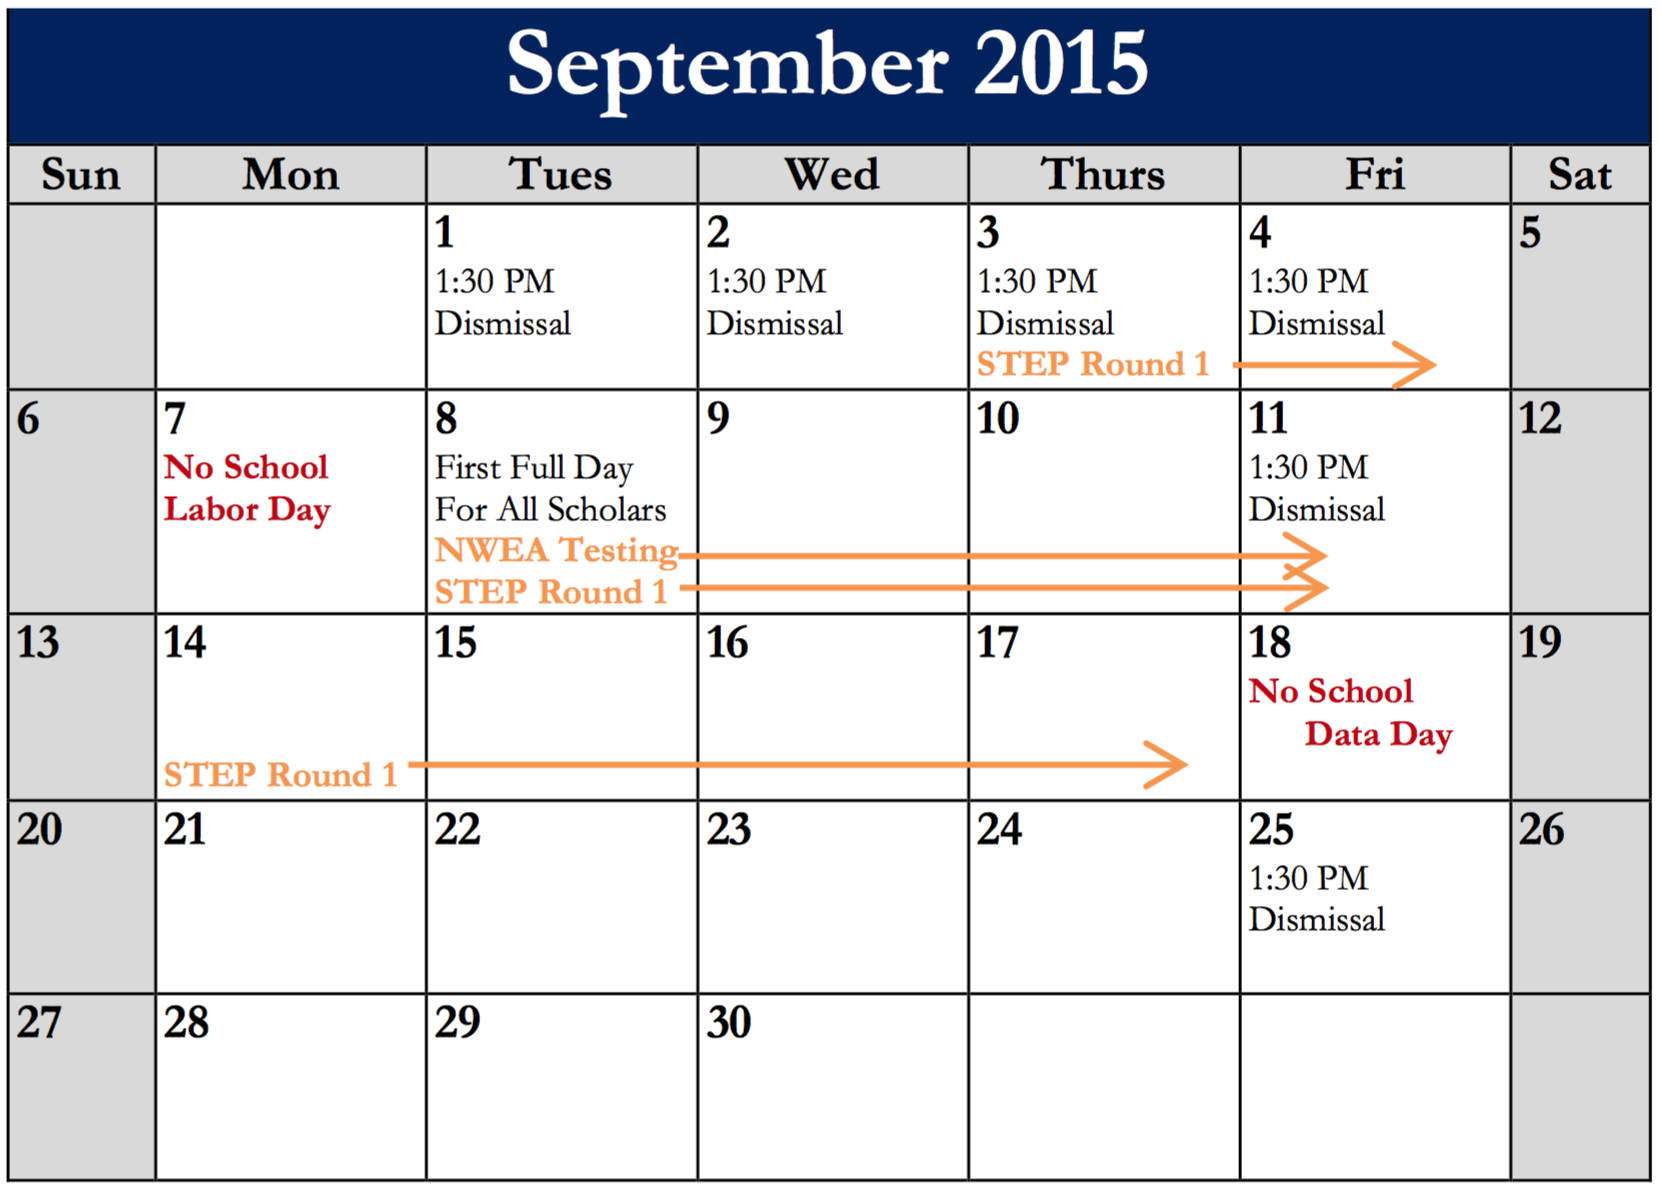 September 2015
Sun Mon Tues Wed Thurs Fri Sat
1 2 3 4 5
1:30 PM 1:30 PM 1:30 PM 1:30 PM
Dismissal Dismissal Dismissal Dismissal
STEP Round 1
6 7 8 9 10 11 12
No School First Full Day 1:30 PM
Labor Day For All Scholars Dismissal
NWEA Testing
STEP Round 1
13 14 15 16 17 18 19
No School
Data Day
STEP Round 1
20 21 22 23 24 25 26
1:30 PM
Dismissal
27 28 29 30